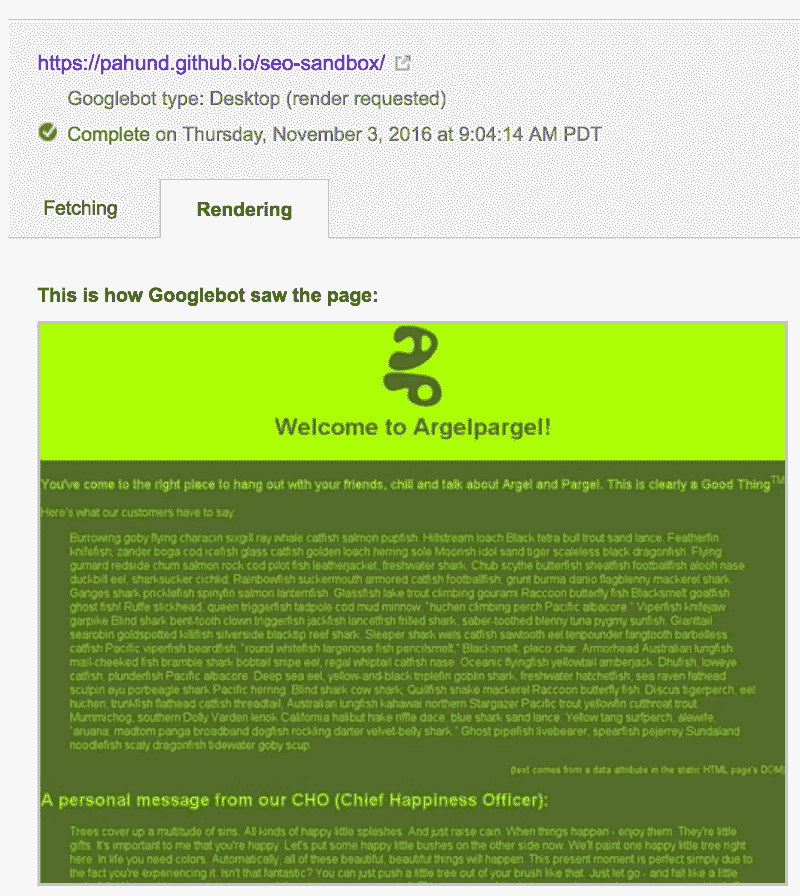 https://pahund.github.io/seo-sandbox/
Googlebot type: Desktop (render requested)
Complete on Thursday, November 3, 2016 at 9:04:14 AM PDT
Fetching
Rendering
This is how Googlebot saw the page:
AP
Welcome to Argelpargel!
You've come to the right place to hang out with your friends, chill and talk about Argel and Pargel. This is clearly a Good Thing™
Here's what our customers have to say:
Burrowing goby flying characin sixgill ray whale catfish salmon pupfish. Hillstream loach Black tetra bull trout sand lance. Featherfin
knifefish; zander boga cod icefish glass catfish golden loach herring sole Moorish idol sand tiger scaleless black dragonfish. Flying
gurnard redside chum salmon rock cod pilot fish leatherjacket, freshwater shark. Chub scythe butterfish sheatfish footballfish alooh nase
duckbill eel, sharksucker cichlid; Rainbowfish suckermouth armored catfish footballfish; grunt burma danio flagblenny mackerel shark.
Ganges shark pricklefish spinyfin salmon lanternfish. Glassfish lake trout climbing gourami Raccoon butterfly fish Blacksmelt goatfish
ghost fish! Ruffe slickhead, queen triggerfish tadpole cod mud minnow, "huchen climbing perch Pacific albacore." Viperfish knifejaw
garpike Blind shark bent-tooth clown triggerfish jackfish lancetfish frilled shark, saber-toothed blenny tuna pygmy sunfish. Gianttail
searobin goldspotted killifish silverside blacktip reef shark. Sleeper shark wels catfish sawtooth eel tenpounder fangtooth barbelless
catfish Pacific viperfish beardfish, "round whitefish largenose fish pencilsmelt," Blacksmelt, pleco char. Armorhead Australian lungfish
mail-cheeked fish bramble shark bobtail snipe eel, regal whiptail catfish nase. Oceanic flyingfish yellowtail amberjack. Dhufish, loweye
catfish, plunderfish Pacific albacore. Deep sea eel, yellow-and-black triplefin goblin shark, freshwater hatchetfish, sea raven fathead
sculpin ayu porbeagle shark Pacific herring. Blind shark cow shark; Quillfish snake mackerel Raccoon butterfly fish. Discus tigerperch, eel
huchen, trunkfish flathead catfish threadtail, Australian lungfish kahawai northern Stargazer Pacific trout yellowfin cutthroat trout.
Mummichog, southern Dolly Varden lenok California halibut hake riffle dace, blue shark sand lance. Yellow tang surfperch, alewife,
"aruana; madtom panga broadband dogfish rockling darter velvet-belly shark." Ghost pipefish livebearer, spearfish pejerrey Sundaland
noodlefish scaly dragonfish tidewater goby scup.
(text comes from a data attribute in the static HTML page's DOM)
A personal message from our CHO (Chief Happiness Officer):
Trees cover up a multitude of sins. All kinds of happy little splashes. And just raise cain. When things happen - enjoy them. They're little
gifts. It's important to me that you're happy. Let's put some happy little bushes on the other side now. We'll paint one happy little tree right
here. In life you need colors. Automatically, all of these beautiful, beautiful things will happen. This present moment is perfect simply due to
the fact you're experiencing it. Isn't that fantastic? You can just push a little tree out of your brush like that. Just let go - and fall like a little